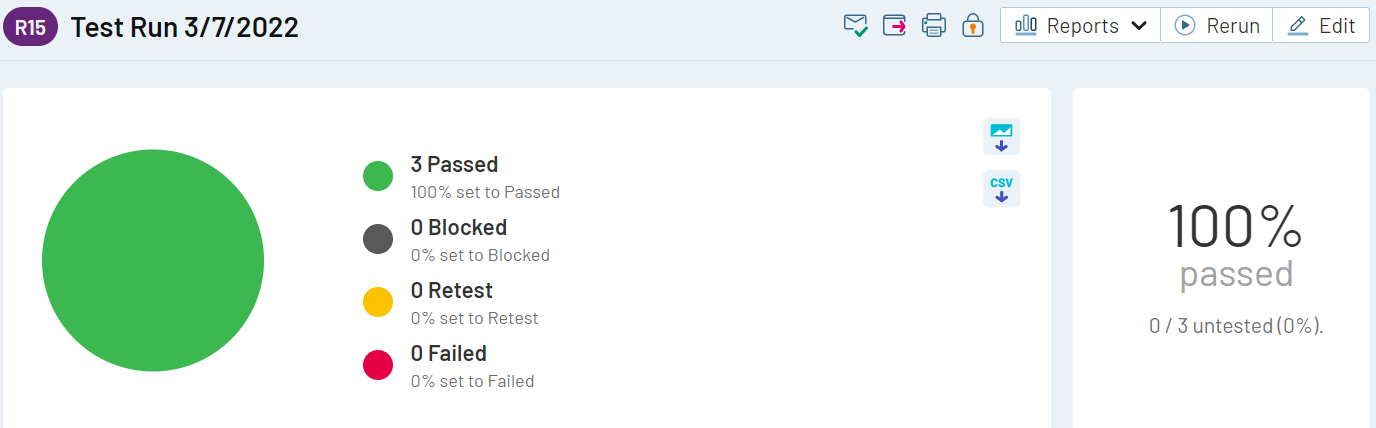 R15 Test Run 3/7/2022 Reports Rerun Edit
3 Passed
100% set to Passed
0 Blocked
0% set to Blocked
0 Retest
0% set to Retest
0 Failed
0% set to Failed
CSV
100%
passed
0 / 3 untested (0%).